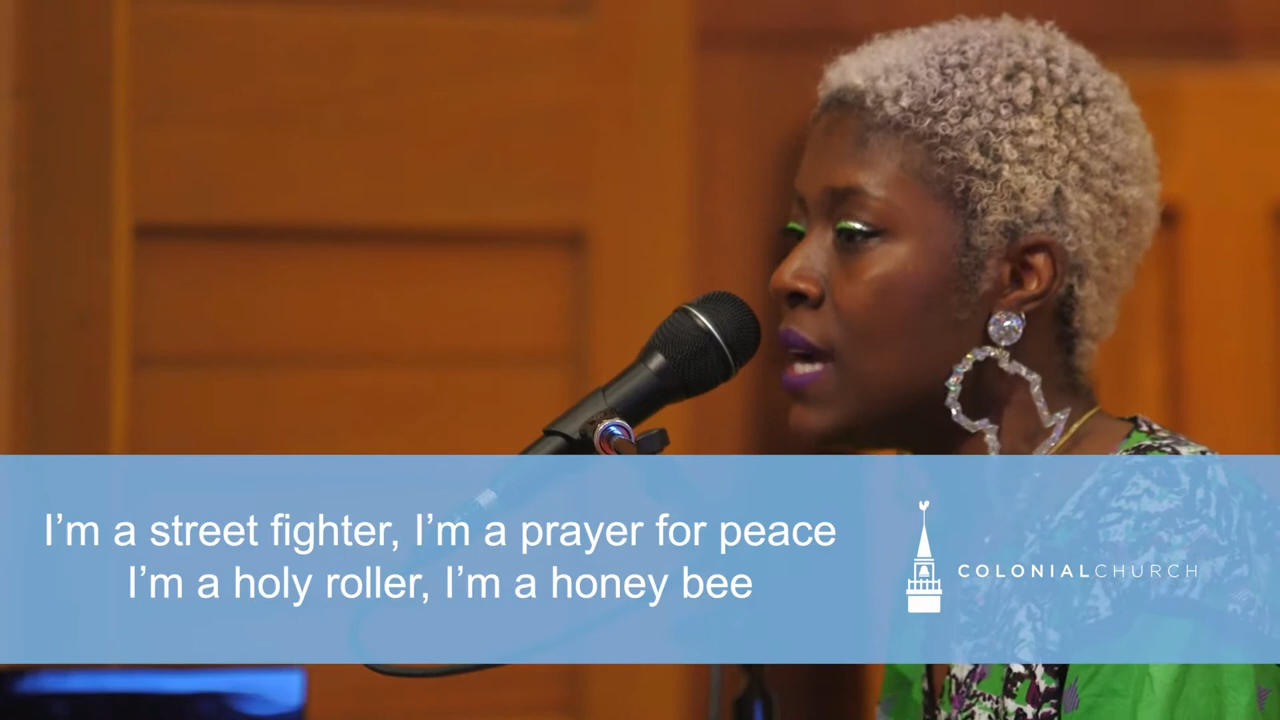 I’m a street fighter, I’m a prayer for peace
I’m a holy roller, I’m a honey bee
COLONIALCHURCH